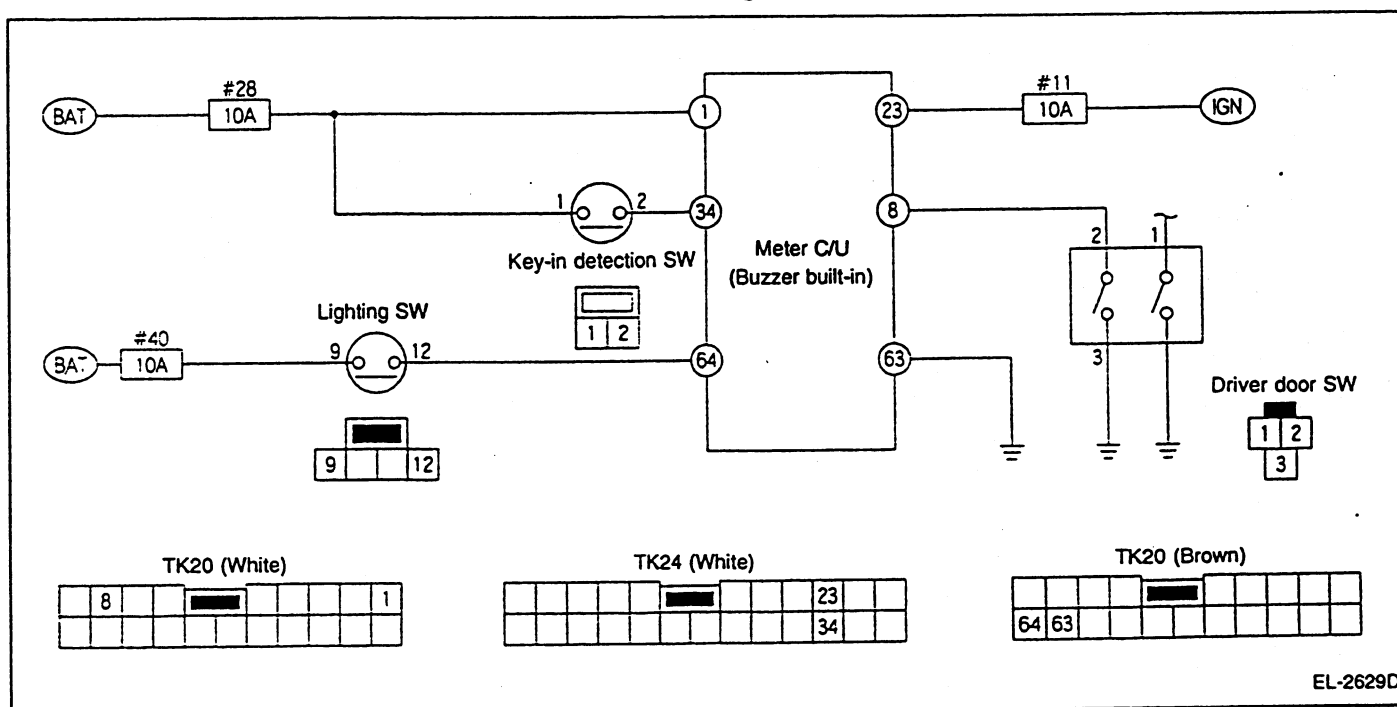 #28
BAT
10A
1
23
#11
10A
IGN
1
2
34
8
Key-in detection SW
1 2
Meter C/U
(Buzzer built-in)
2
1
3
Lighting SW
#40
BAT
10A
9
12
64
63
9 12
Driver door SW
1 2
3
TK20 (White)
8 1
TK24 (White)
23
34
TK20 (Brown)
64 63
EL-2629D